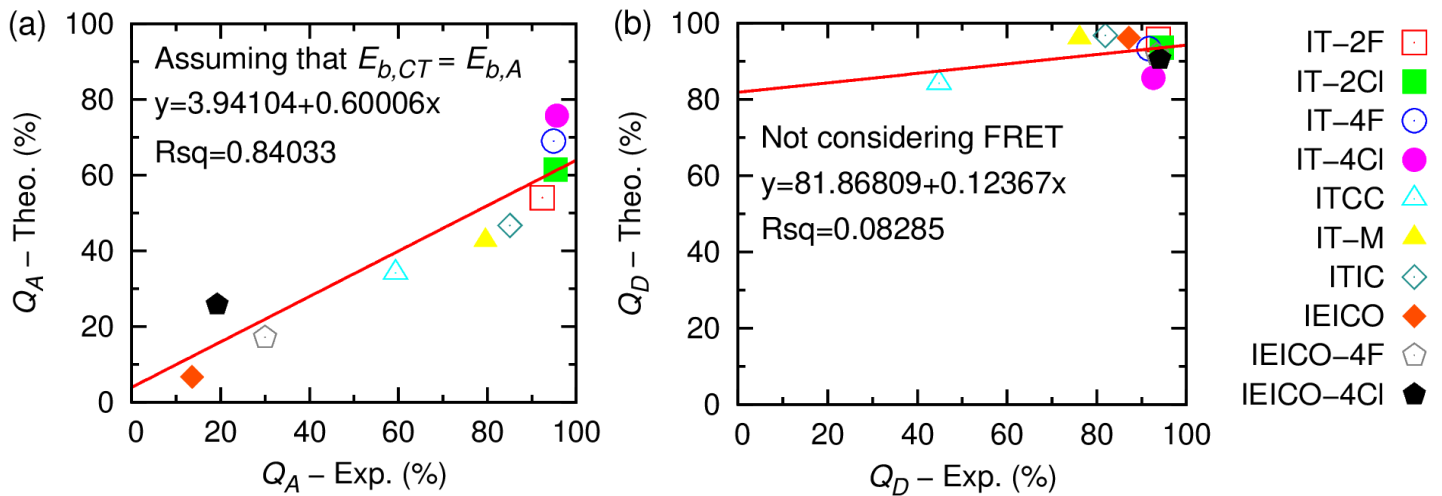 (a)
100
80
60
40
20
0
Q_A – Theo. (%)
Assuming that E_b,CT = E_b,A
y=3.94104+0.60006x
Rsq=0.84033
0 20 40 60 80 100
Q_A – Exp. (%)
(b)
100
80
60
40
20
0
Q_D – Theo. (%)
Not considering FRET
y=81.86809+0.12367x
Rsq=0.08285
0 20 40 60 80 100
Q_D – Exp. (%)
IT–2F
IT–2Cl
IT–4F
IT–4Cl
ITCC
IT–M
ITIC
IEICO
IEICO–4F
IEICO–4Cl